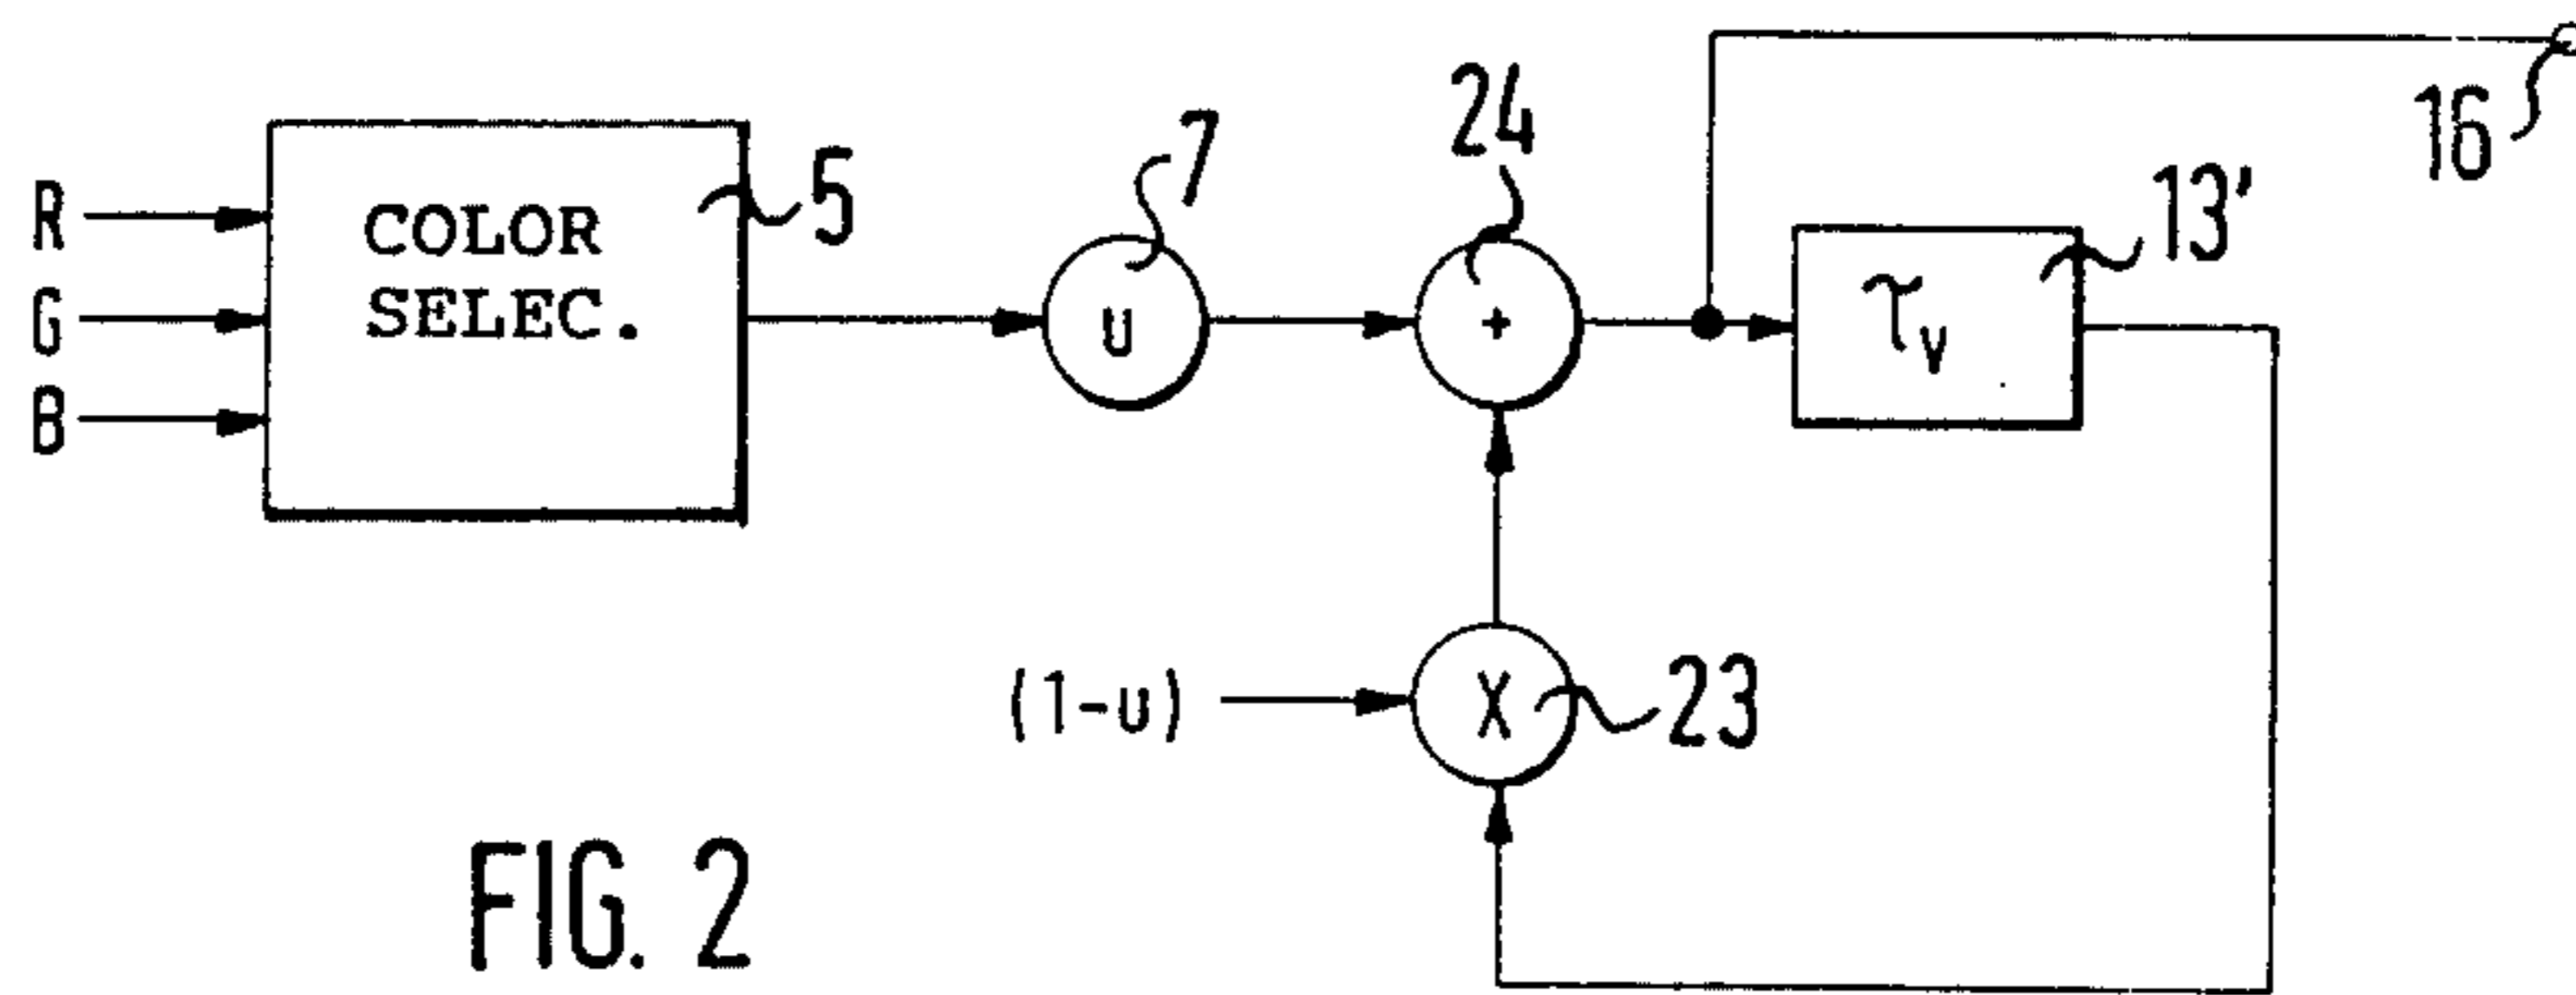 16
24
7
13'
5
R
COLOR
G
SELEC.
B
U
+
τv
(1-u)
X
23
FIG. 2